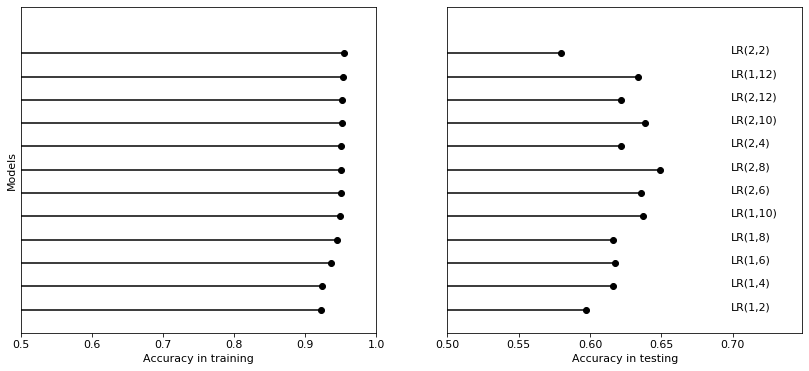 Models
0.5 0.6 0.7 0.8 0.9 1.0
Accuracy in training
LR(2,2)
LR(1,12)
LR(2,12)
LR(2,10)
LR(2,4)
LR(2,8)
LR(2,6)
LR(1,10)
LR(1,8)
LR(1,6)
LR(1,4)
LR(1,2)
0.50 0.55 0.60 0.65 0.70
Accuracy in testing